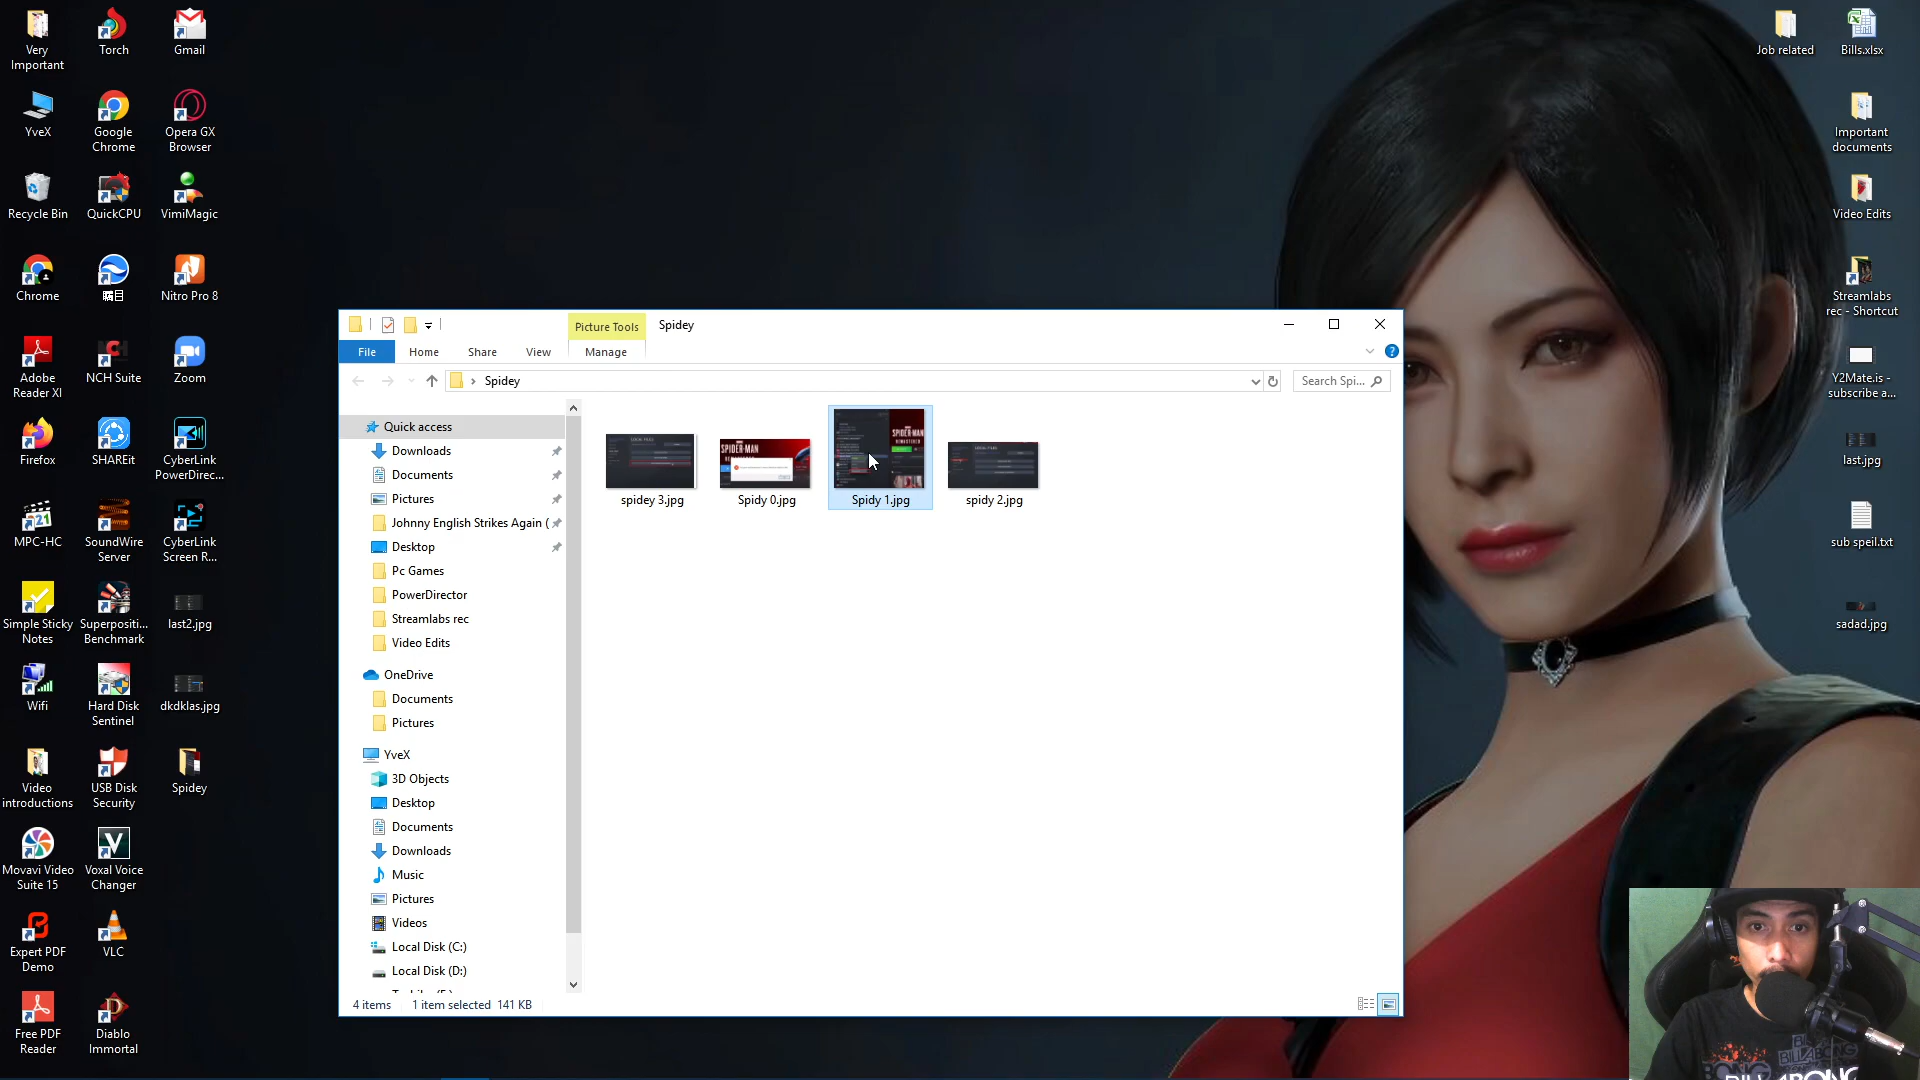 Very
Important
Torch
Gmail
Job related
Bills.xlsx
YveX
Google
Chrome
Opera GX
Browser
Important
documents
Recycle Bin
QuickCPU
VimiMagic
Video Edits
Chrome
瞩目
Nitro Pro 8
Streamlabs
rec - Shortcut
Adobe
Reader XI
NCH Suite
Zoom
Y2Mate.is -
subscribe a...
Firefox
SHAREit
CyberLink
PowerDirec...
last.jpg
MPC-HC
SoundWire
Server
CyberLink
Screen R...
sub speil.txt
Simple Sticky
Notes
Superpositi...
Benchmark
last2.jpg
sadad.jpg
Wifi
Hard Disk
Sentinel
dkdklas.jpg
Video
introductions
USB Disk
Security
Spidey
Movavi Video
Suite 15
Voxal Voice
Changer
Expert PDF
Demo
VLC
Free PDF
Reader
Diablo
Immortal
Picture Tools
Spidey
File
Home
Share
View
Manage
Spidey
Search Spi...
Quick access
Downloads
Documents
Pictures
Johnny English Strikes Again (
Desktop
Pc Games
PowerDirector
Streamlabs rec
Video Edits
OneDrive
Documents
Pictures
YveX
3D Objects
Desktop
Documents
Downloads
Music
Pictures
Videos
Local Disk (C:)
Local Disk (D:)
SPIDER-MAN
SPIDER-MAN
spidey 3.jpg
Spidy 0.jpg
Spidy 1.jpg
spidy 2.jpg
4 items
1 item selected 141 KB
BILLABONG